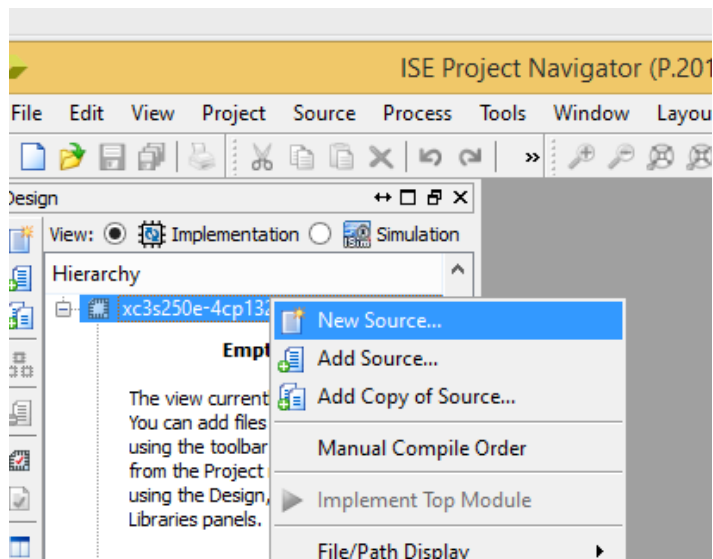 ISE Project Navigator (P.201
File Edit View Project Source Process Tools Window Layou
Design
View: Implementation Simulation
Hierarchy
xc3s250e-4cp132
New Source...
Empt
Add Source...
The view current
Add Copy of Source...
You can add files
using the toolbar
Manual Compile Order
from the Project
using the Design,
Implement Top Module
Libraries panels.
File/Path Display